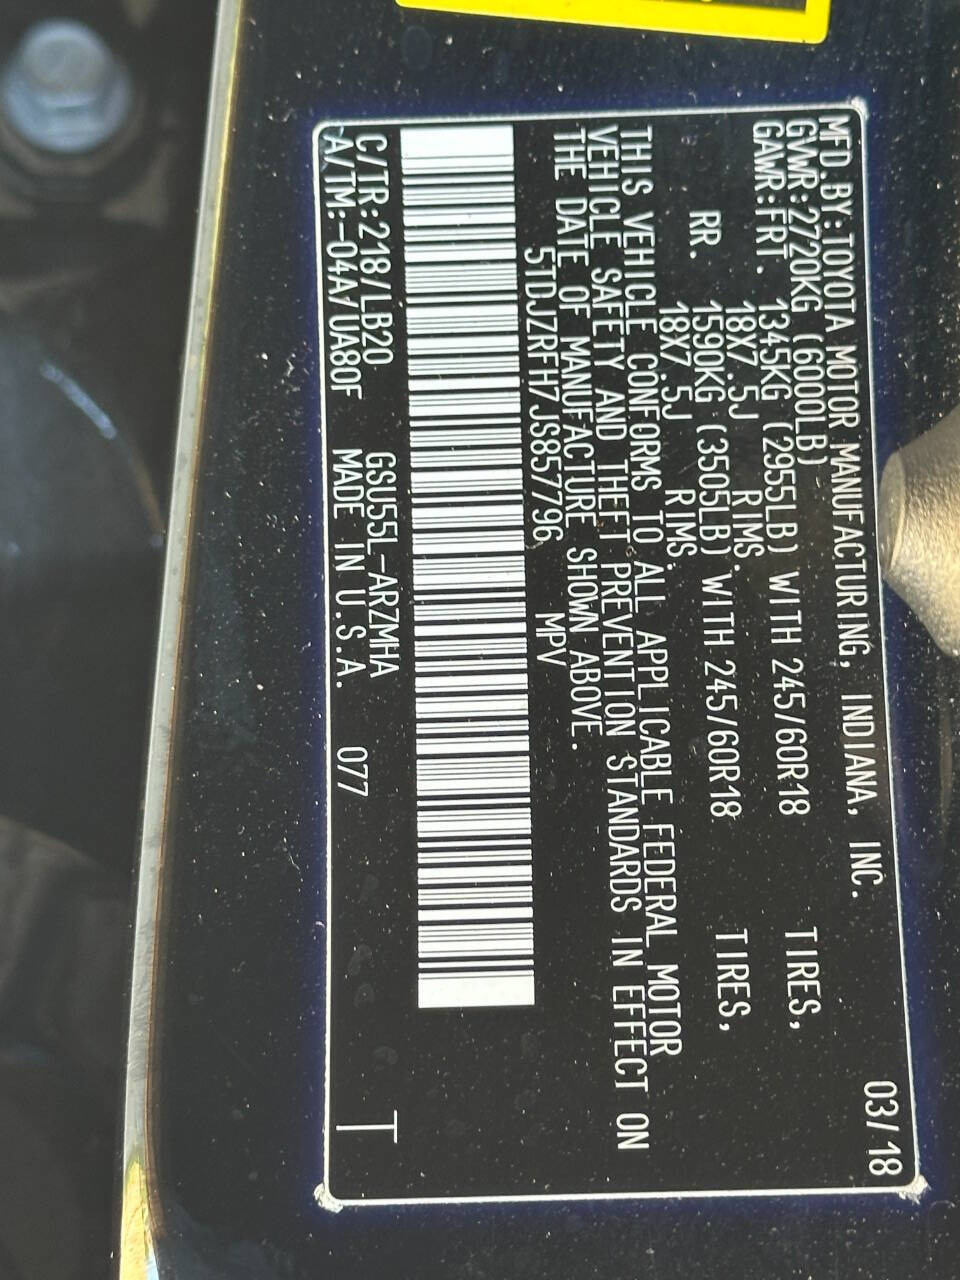 MFD.BY:TOYOTA MOTOR MANUFACTURING, INDIANA, INC. 03/18
GVWR:2720KG (6000LB)
GAWR:FRT. 1345KG (2955LB) WITH 245/60R18 TIRES,
18X7.5J RIMS.
RR. 1590KG (3505LB) WITH 245/60R18 TIRES,
18X7.5J RIMS.
THIS VEHICLE CONFORMS TO ALL APPLICABLE FEDERAL MOTOR
VEHICLE SAFETY AND THEFT PREVENTION STANDARDS IN EFFECT ON
THE DATE OF MANUFACTURE SHOWN ABOVE.
5TDJZRFH7JS857796 MPV
C/TR:218/LB20 GSU55L-ARZMHA
A/TM:-04A/UA80F MADE IN U.S.A. 077 T